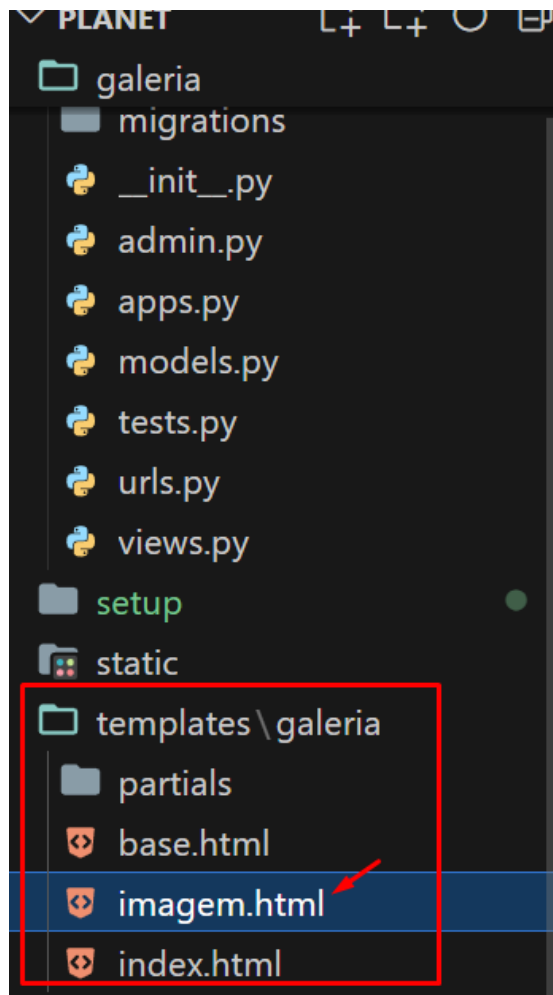 PLANET
galeria
migrations
__init__.py
admin.py
apps.py
models.py
tests.py
urls.py
views.py
setup
static
templates\galeria
partials
base.html
imagem.html
index.html